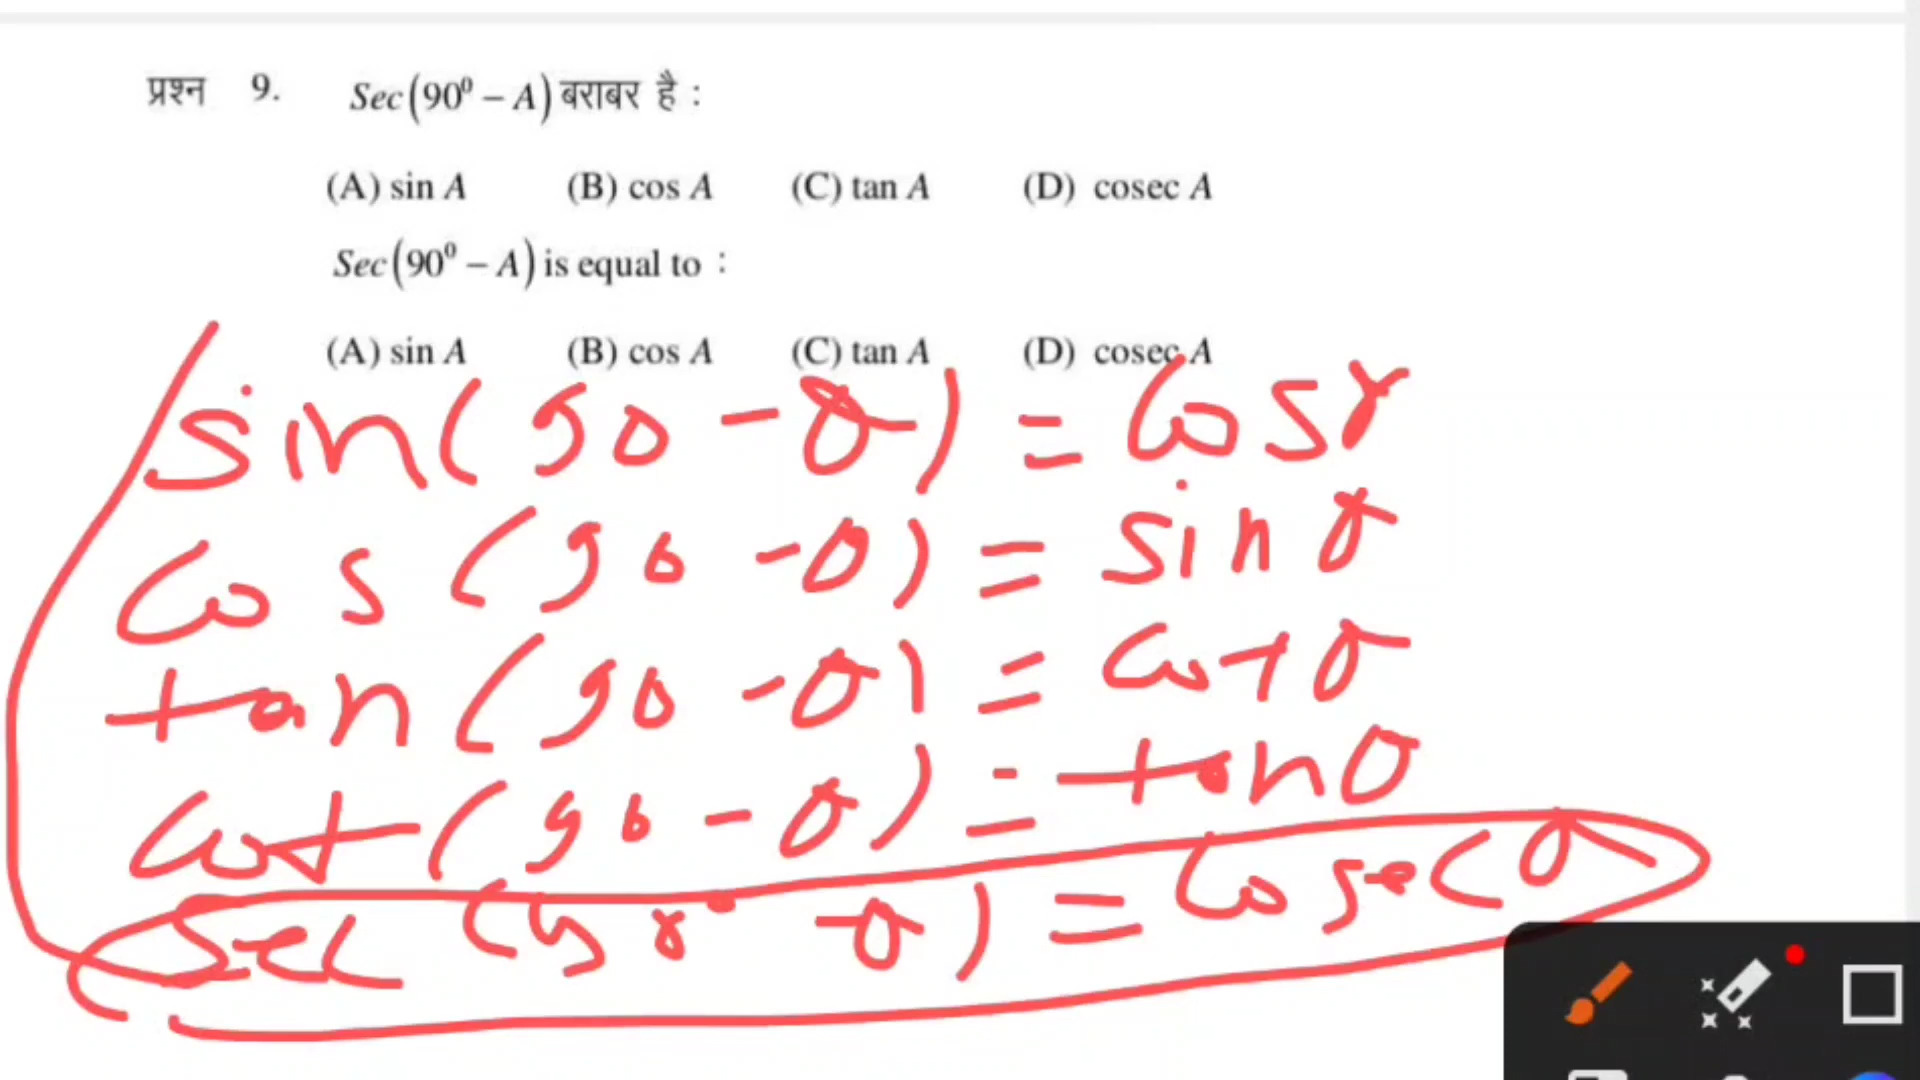 प्रश्न 9. Sec(90⁰ – A) बराबर है :
(A) sin A (B) cos A (C) tan A (D) cosec A
Sec(90⁰ – A) is equal to :
(A) sin A (B) cos A (C) tan A (D) cosec A
sin(90 - θ) = cosθ
cos(90 - θ) = sinθ
tan(90 - θ) = cotθ
cot(90 - θ) = tanθ
sec(90° - θ) = cosecθ